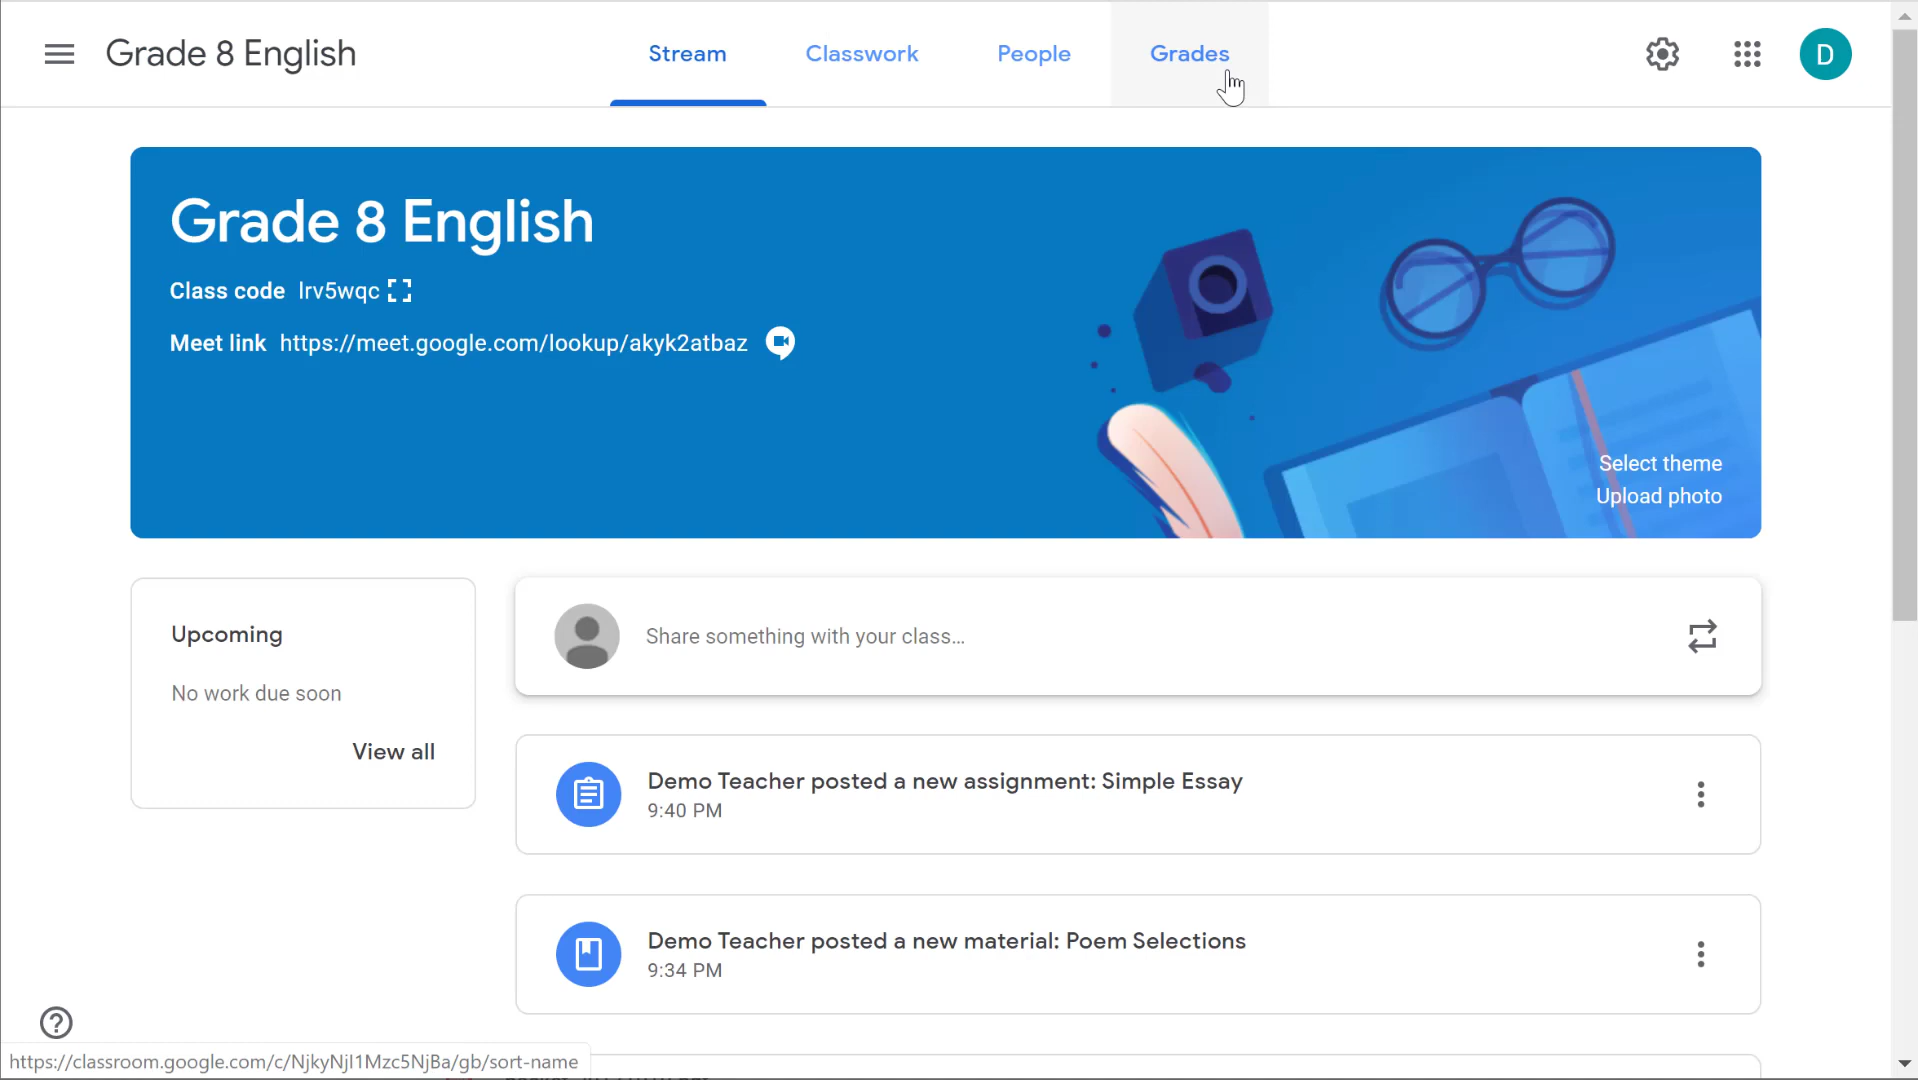 Grade 8 English
Stream
Classwork
People
Grades
D
Grade 8 English
Class code lrv5wqc
Meet link https://meet.google.com/lookup/akyk2atbaz
Select theme
Upload photo
Upcoming
No work due soon
View all
Share something with your class...
Demo Teacher posted a new assignment: Simple Essay
9:40 PM
Demo Teacher posted a new material: Poem Selections
9:34 PM
?
https://classroom.google.com/c/NjkyNjI1Mzc5NjBa/gb/sort-name